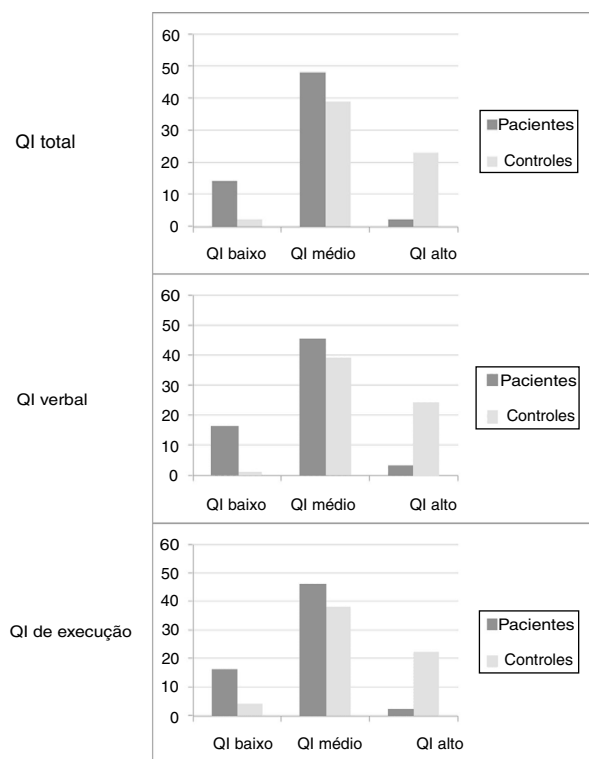 QI total
60
50
40
30
20
10
0
QI baixo QI médio QI alto
Pacientes
Controles
QI verbal
60
50
40
30
20
10
0
QI baixo QI médio QI alto
Pacientes
Controles
QI de execução
60
50
40
30
20
10
0
QI baixo QI médio QI alto
Pacientes
Controles